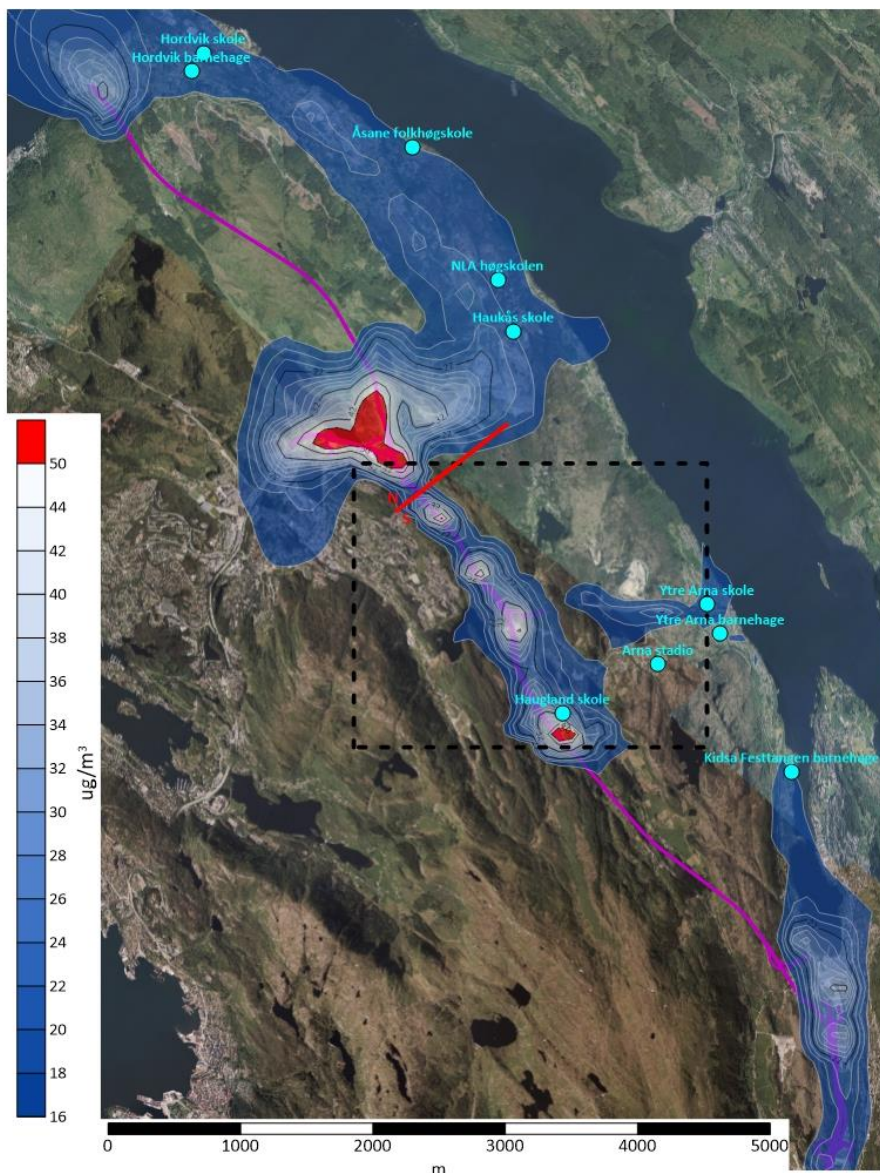 Hordvik skole
Hordvik barnehage
Åsane folkhøgskole
NLA høgskolen
Haukås skole
Ytre Arna skole
Ytre Arna barnehage
Arna stadio
Haugland skole
Kidsa Festtangen barnehage
50
44
42
40
38
36
34
32
30
28
26
24
22
20
18
16
ug/m³
0 1000 2000 3000 4000 5000
m